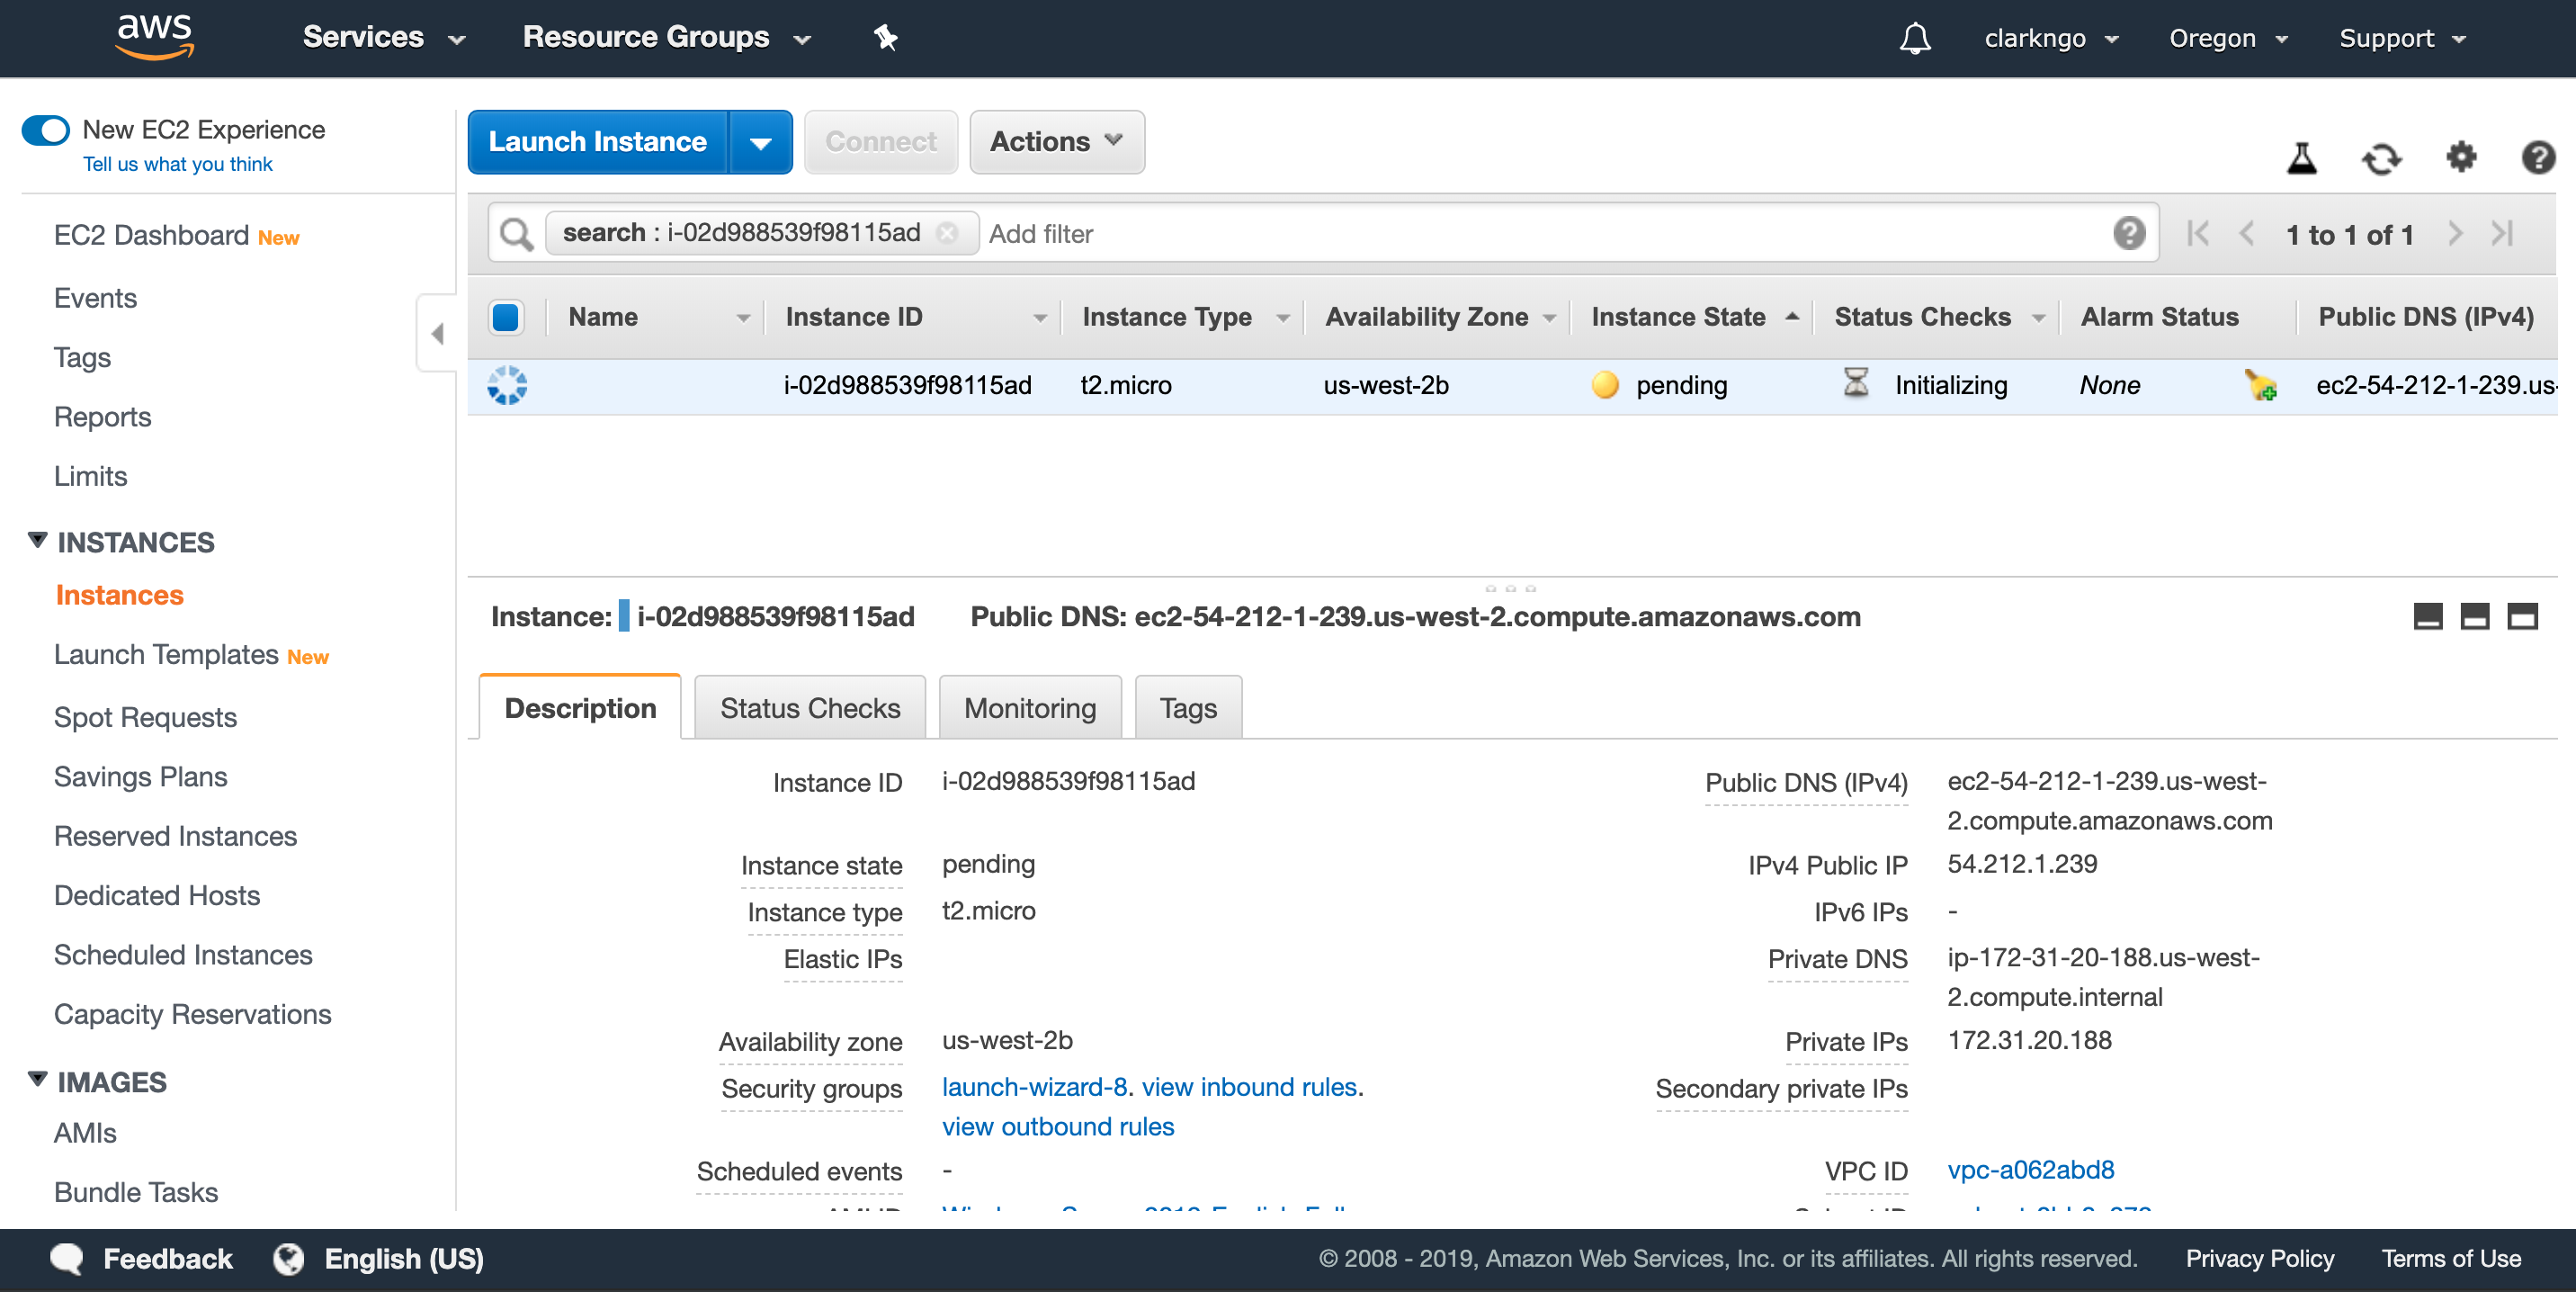 aws Services Resource Groups clarkngo Oregon Support
New EC2 Experience
Tell us what you think
EC2 Dashboard New
Events
Tags
Reports
Limits
INSTANCES
Instances
Launch Templates New
Spot Requests
Savings Plans
Reserved Instances
Dedicated Hosts
Scheduled Instances
Capacity Reservations
IMAGES
AMIs
Bundle Tasks
Launch Instance Connect Actions
search : i-02d988539f98115ad Add filter 1 to 1 of 1
Name Instance ID Instance Type Availability Zone Instance State Status Checks Alarm Status Public DNS (IPv4)
i-02d988539f98115ad t2.micro us-west-2b pending Initializing None ec2-54-212-1-239.us-
Instance: i-02d988539f98115ad Public DNS: ec2-54-212-1-239.us-west-2.compute.amazonaws.com
Description Status Checks Monitoring Tags
Instance ID i-02d988539f98115ad
Instance state pending
Instance type t2.micro
Elastic IPs
Availability zone us-west-2b
Security groups launch-wizard-8. view inbound rules.
view outbound rules
Scheduled events -
Public DNS (IPv4) ec2-54-212-1-239.us-west-
2.compute.amazonaws.com
IPv4 Public IP 54.212.1.239
IPv6 IPs -
Private DNS ip-172-31-20-188.us-west-
2.compute.internal
Private IPs 172.31.20.188
Secondary private IPs
VPC ID vpc-a062abd8
Feedback English (US) © 2008 - 2019, Amazon Web Services, Inc. or its affiliates. All rights reserved. Privacy Policy Terms of Use